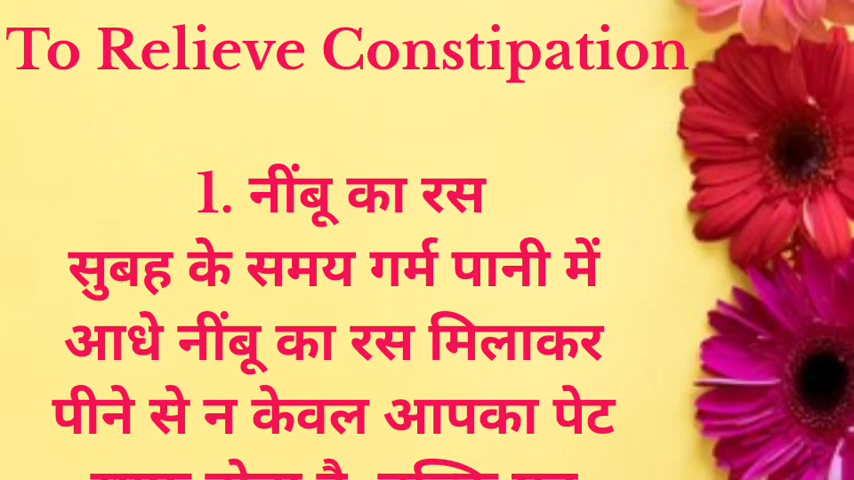 To Relieve Constipation
1. नींबू का रस
सुबह के समय गर्म पानी में
आधे नींबू का रस मिलाकर
पीने से न केवल आपका पेट